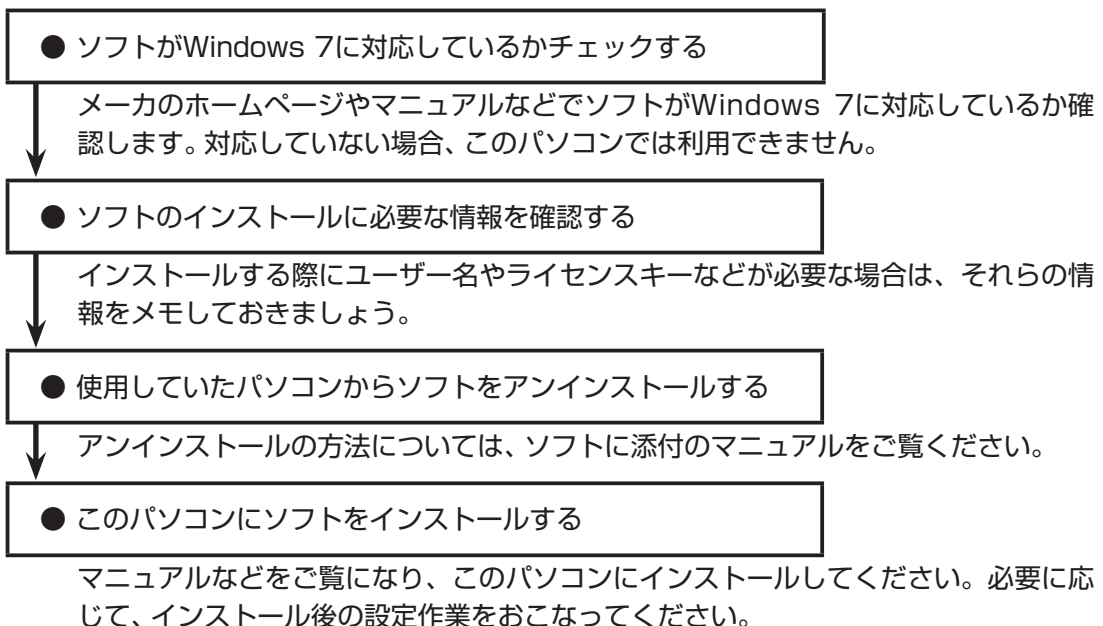 ● ソフトがWindows 7に対応しているかチェックする
メーカのホームページやマニュアルなどでソフトがWindows 7に対応しているか確
認します。対応していない場合、このパソコンでは利用できません。
● ソフトのインストールに必要な情報を確認する
インストールする際にユーザー名やライセンスキーなどが必要な場合は、それらの情
報をメモしておきましょう。
● 使用していたパソコンからソフトをアンインストールする
アンインストールの方法については、ソフトに添付のマニュアルをご覧ください。
● このパソコンにソフトをインストールする
マニュアルなどをご覧になり、このパソコンにインストールしてください。必要に応
じて、インストール後の設定作業をおこなってください。